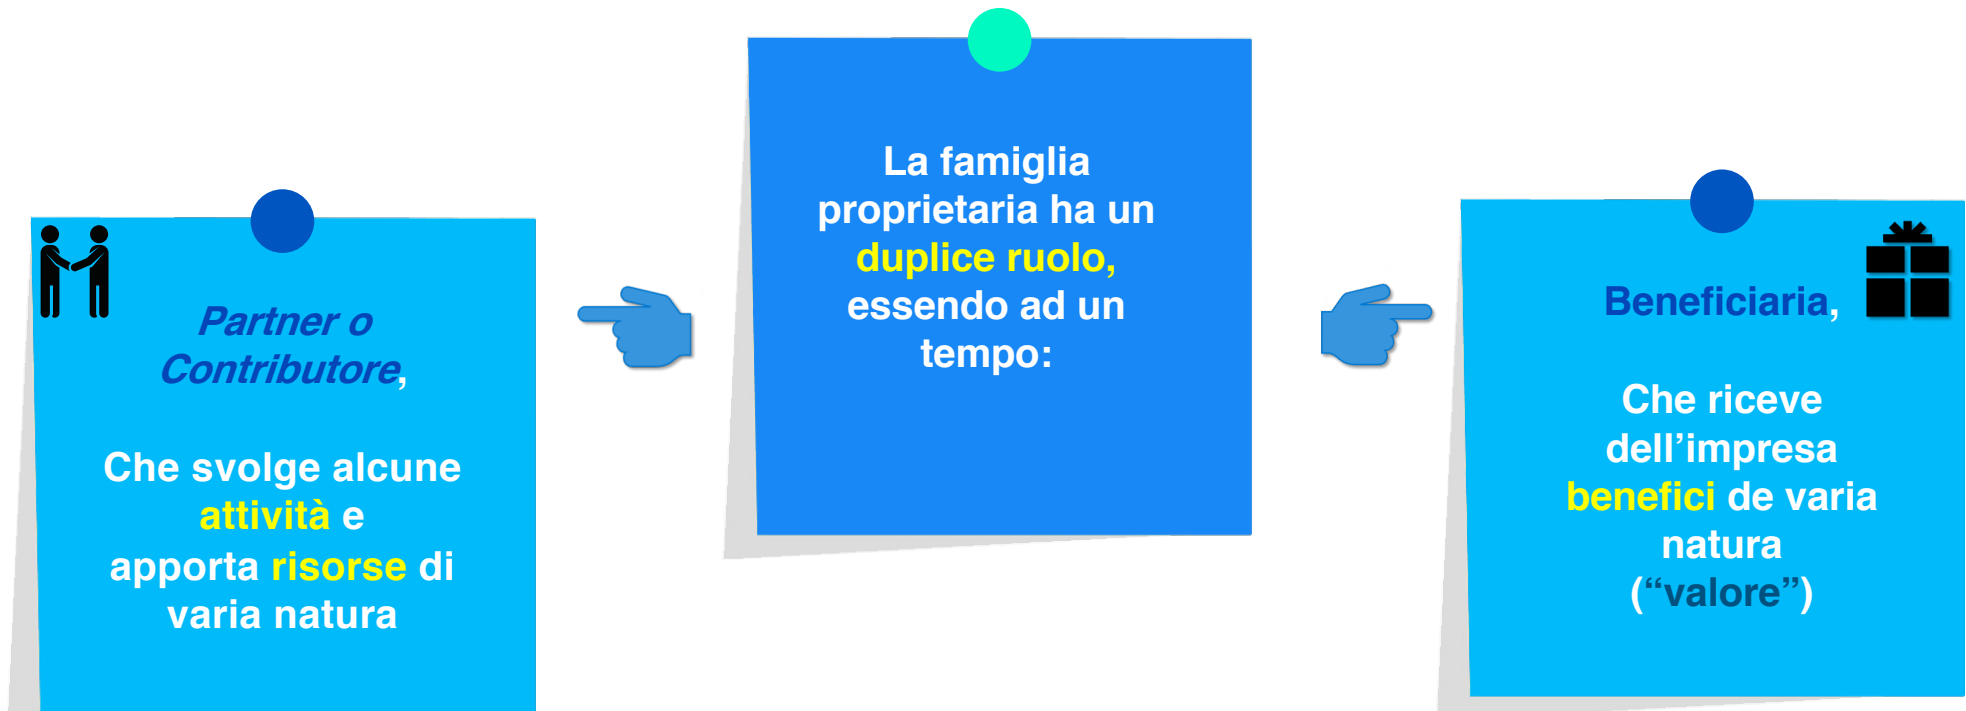 La famiglia
proprietaria ha un
duplice ruolo,
essendo ad un
tempo:
Partner o
Contributore,
Che svolge alcune
attività e
apporta risorse di
varia natura
Beneficiaria,
Che riceve
dell’impresa
benefici de varia
natura
(“valore”)